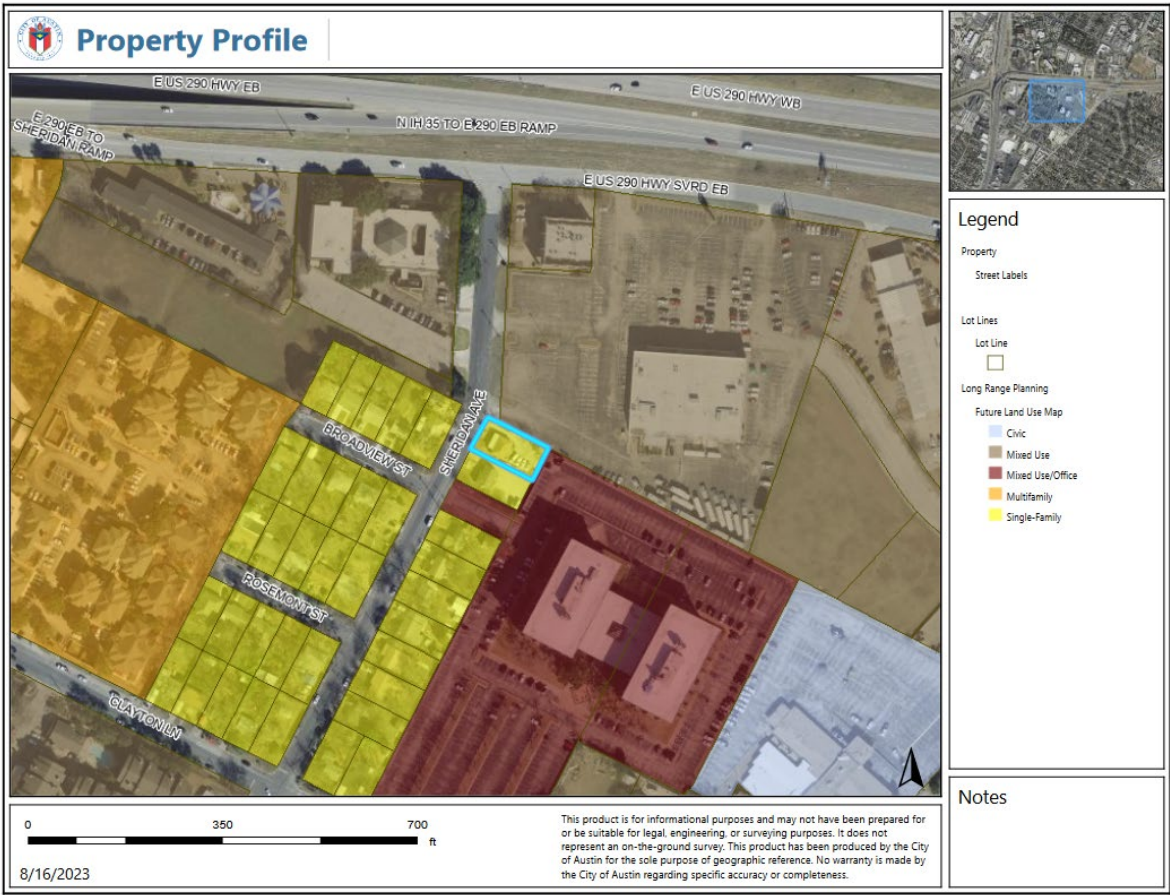 Property Profile
E US 290 HWY EB
E US 290 HWY WB
N IH 35 TO E 290 EB RAMP
E 290 EB TO
SHERIDAN RAMP
E US 290 HWY SVRD EB
SHERIDAN AVE
BROADVIEW ST
ROSEMONT ST
CLAYTON LN
Legend
Property
Street Labels
Lot Lines
Lot Line
Long Range Planning
Future Land Use Map
Civic
Mixed Use
Mixed Use/Office
Multifamily
Single-Family
Notes
0 350 700
ft
8/16/2023
This product is for informational purposes and may not have been prepared for
or be suitable for legal, engineering, or surveying purposes. It does not
represent an on-the-ground survey. This product has been produced by the City
of Austin for the sole purpose of geographic reference. No warranty is made by
the City of Austin regarding specific accuracy or completeness.